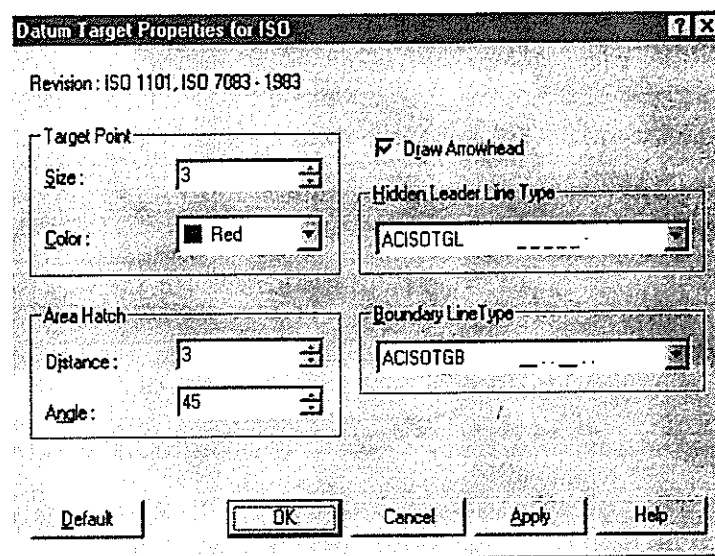 Datum Target Properties for ISO
Revision : ISO 1101, ISO 7083 - 1983
Target Point
Size :
3
Color :
Red
Draw Arrowhead
Hidden Leader Line Type
ACISOTGL
Area Hatch
Distance :
3
Angle :
45
Boundary LineType
ACISOTGB
Default
OK
Cancel
Apply
Help